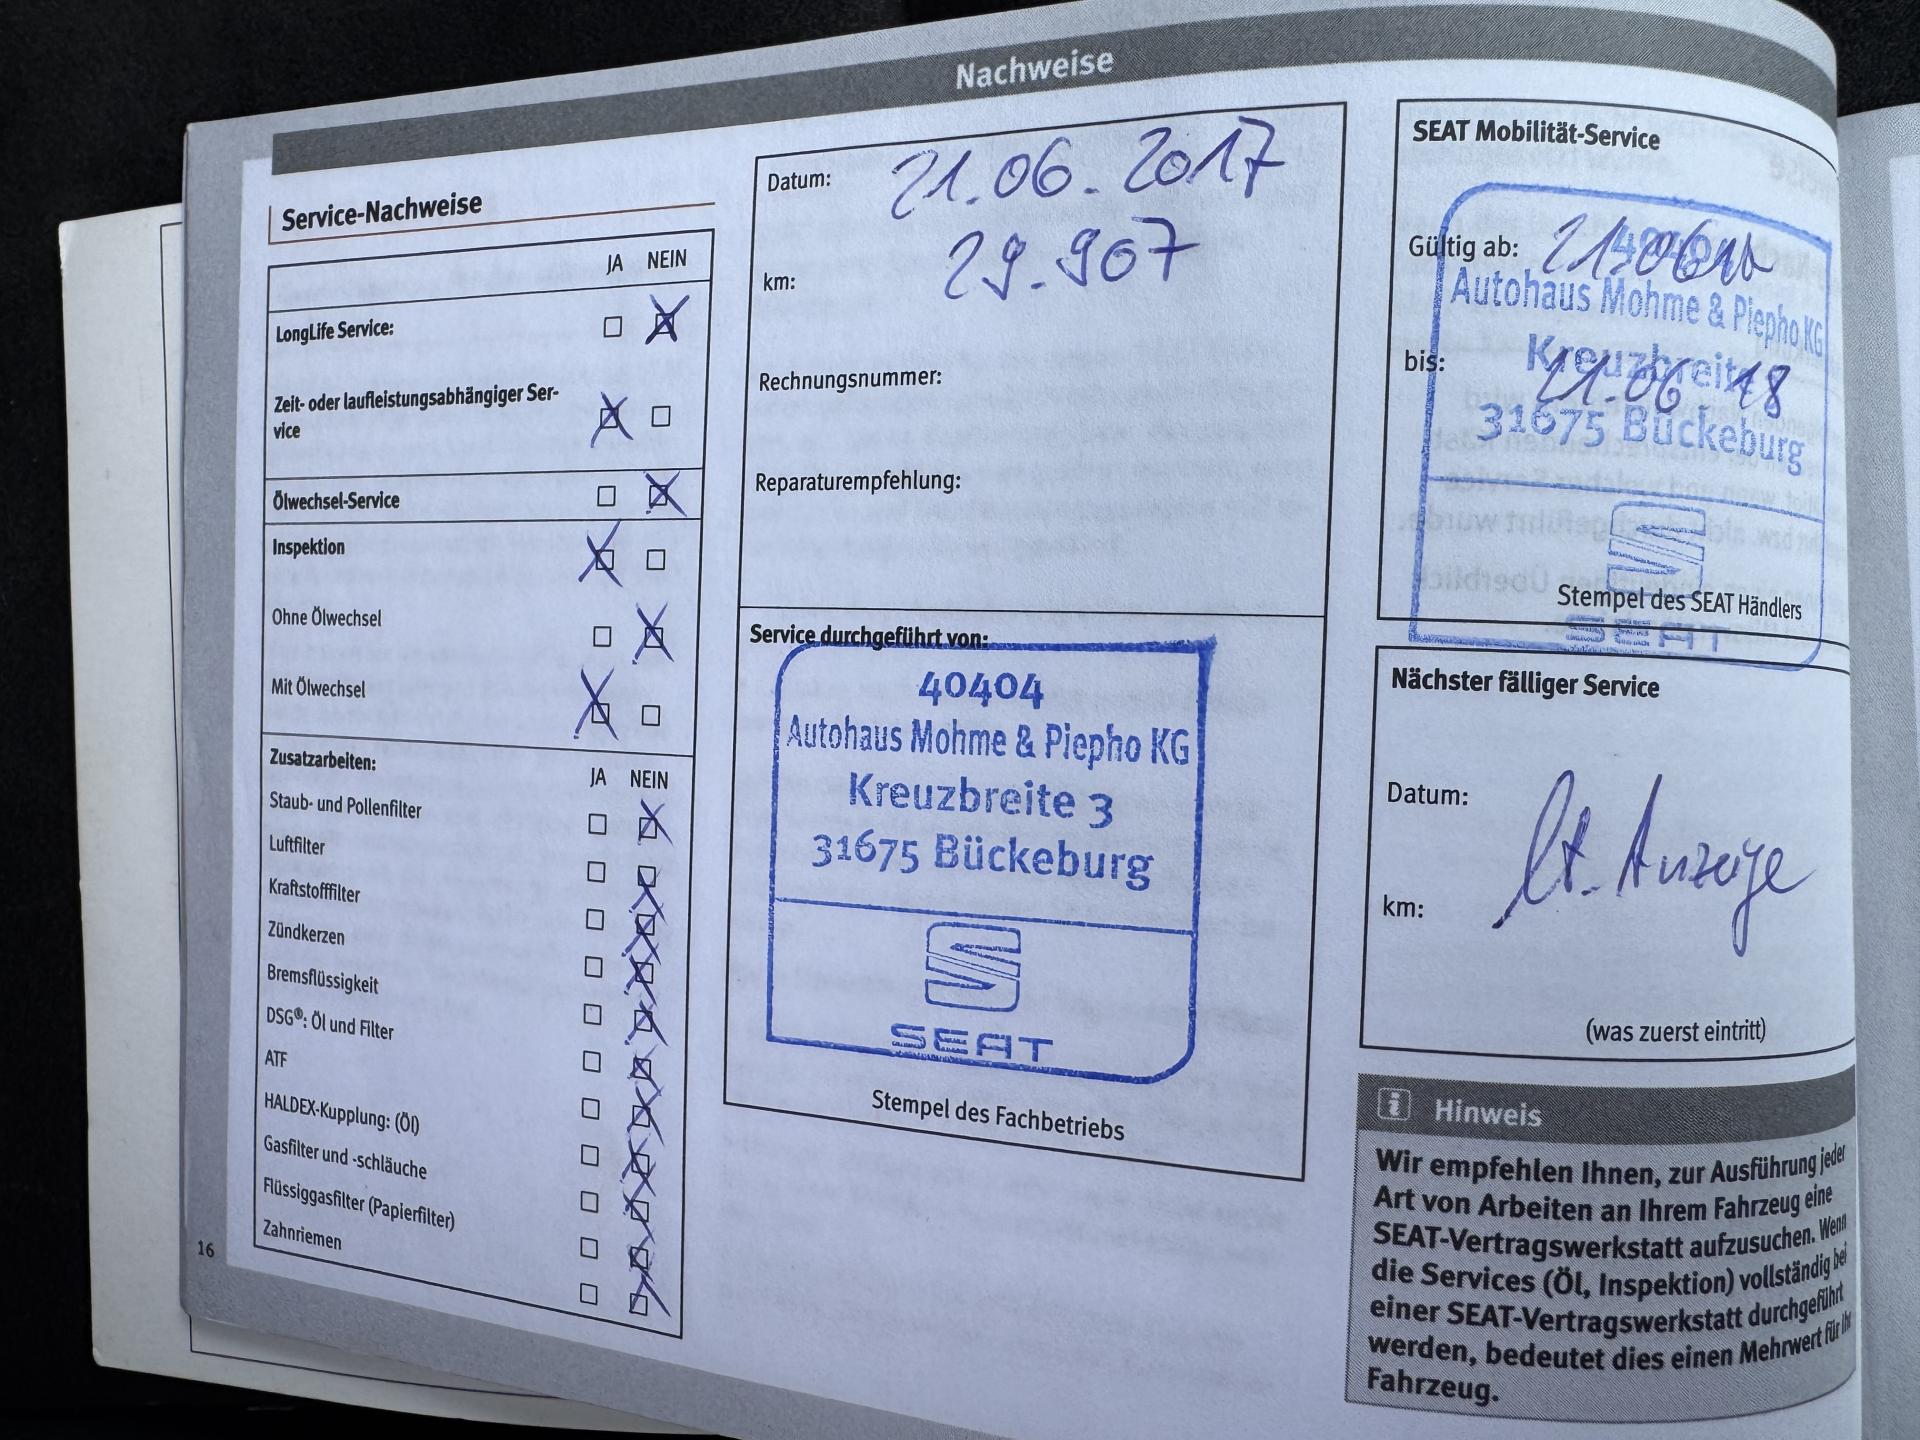 Nachweise
Service-Nachweise
JA NEIN
LongLife Service:
Zeit- oder laufleistungsabhängiger Ser-
vice
Ölwechsel-Service
Inspektion
Ohne Ölwechsel
Mit Ölwechsel
Zusatzarbeiten:
JA NEIN
Staub- und Pollenfilter
Luftfilter
Kraftstofffilter
Zündkerzen
Bremsflüssigkeit
DSG®: Öl und Filter
ATF
HALDEX-Kupplung: (Öl)
Gasfilter und -schläuche
Flüssiggasfilter (Papierfilter)
Zahnriemen
16
Datum: 21.06.2017
km: 29.907
Rechnungsnummer:
Reparaturempfehlung:
Service durchgeführt von:
40404
Autohaus Mohme & Piepho KG
Kreuzbreite 3
31675 Bückeburg
SEAT
Stempel des Fachbetriebs
SEAT Mobilität-Service
40404
Gültig ab: 21.06
Autohaus Mohme & Piepho KG
Kreuzbreite
bis: 21.06 18
31675 Bückeburg
Stempel des SEAT Händlers
SEAT
Nächster fälliger Service
Datum:
lt. Anzeige
km:
(was zuerst eintritt)
i Hinweis
Wir empfehlen Ihnen, zur Ausführung jeder
Art von Arbeiten an Ihrem Fahrzeug eine
SEAT-Vertragswerkstatt aufzusuchen. Wenn
die Services (Öl, Inspektion) vollständig bei
einer SEAT-Vertragswerkstatt durchgeführt
werden, bedeutet dies einen Mehrwert für Ihr
Fahrzeug.